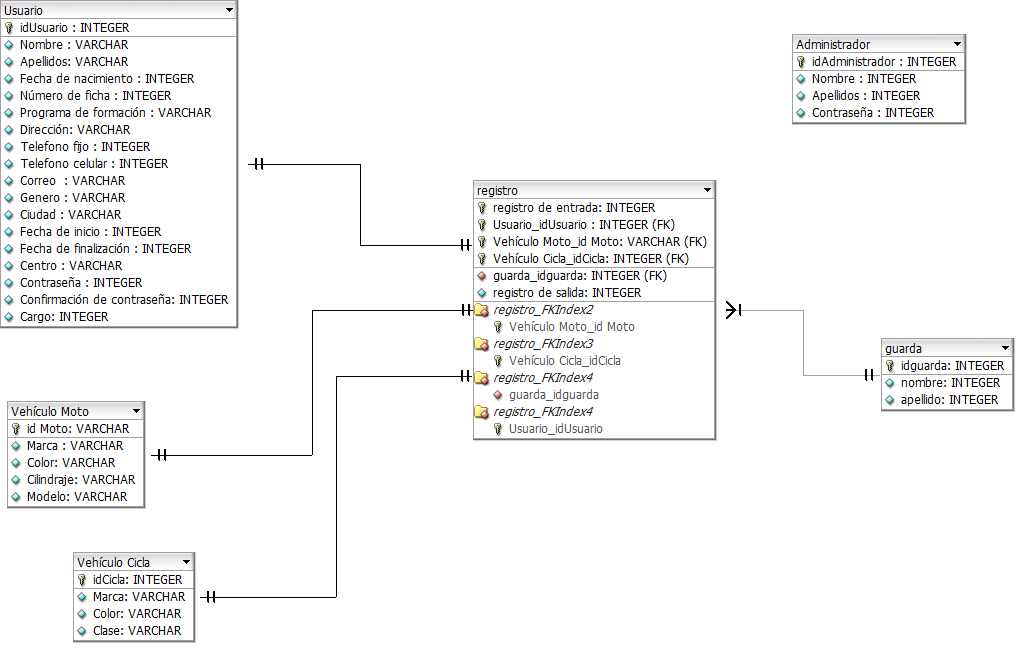 Usuario
idUsuario : INTEGER
Nombre : VARCHAR
Apellidos: VARCHAR
Fecha de nacimiento : INTEGER
Número de ficha : INTEGER
Programa de formación : VARCHAR
Dirección: VARCHAR
Telefono fijo : INTEGER
Telefono celular : INTEGER
Correo : VARCHAR
Genero : VARCHAR
Ciudad : VARCHAR
Fecha de inicio : INTEGER
Fecha de finalización : INTEGER
Centro : VARCHAR
Contraseña : INTEGER
Confirmación de contraseña: INTEGER
Cargo: INTEGER
Administrador
idAdministrador : INTEGER
Nombre : INTEGER
Apellidos : INTEGER
Contraseña : INTEGER
registro
registro de entrada: INTEGER
Usuario_idUsuario : INTEGER (FK)
Vehículo Moto_id Moto: VARCHAR (FK)
Vehículo Cicla_idCicla: INTEGER (FK)
guarda_idguarda: INTEGER (FK)
registro de salida: INTEGER
registro_FKIndex2
Vehículo Moto_id Moto
registro_FKIndex3
Vehículo Cicla_idCicla
registro_FKIndex4
guarda_idguarda
registro_FKIndex4
Usuario_idUsuario
guarda
idguarda: INTEGER
nombre: INTEGER
apellido: INTEGER
Vehículo Moto
id Moto: VARCHAR
Marca : VARCHAR
Color: VARCHAR
Cilindraje: VARCHAR
Modelo: VARCHAR
Vehículo Cicla
idCicla: INTEGER
Marca: VARCHAR
Color: VARCHAR
Clase: VARCHAR